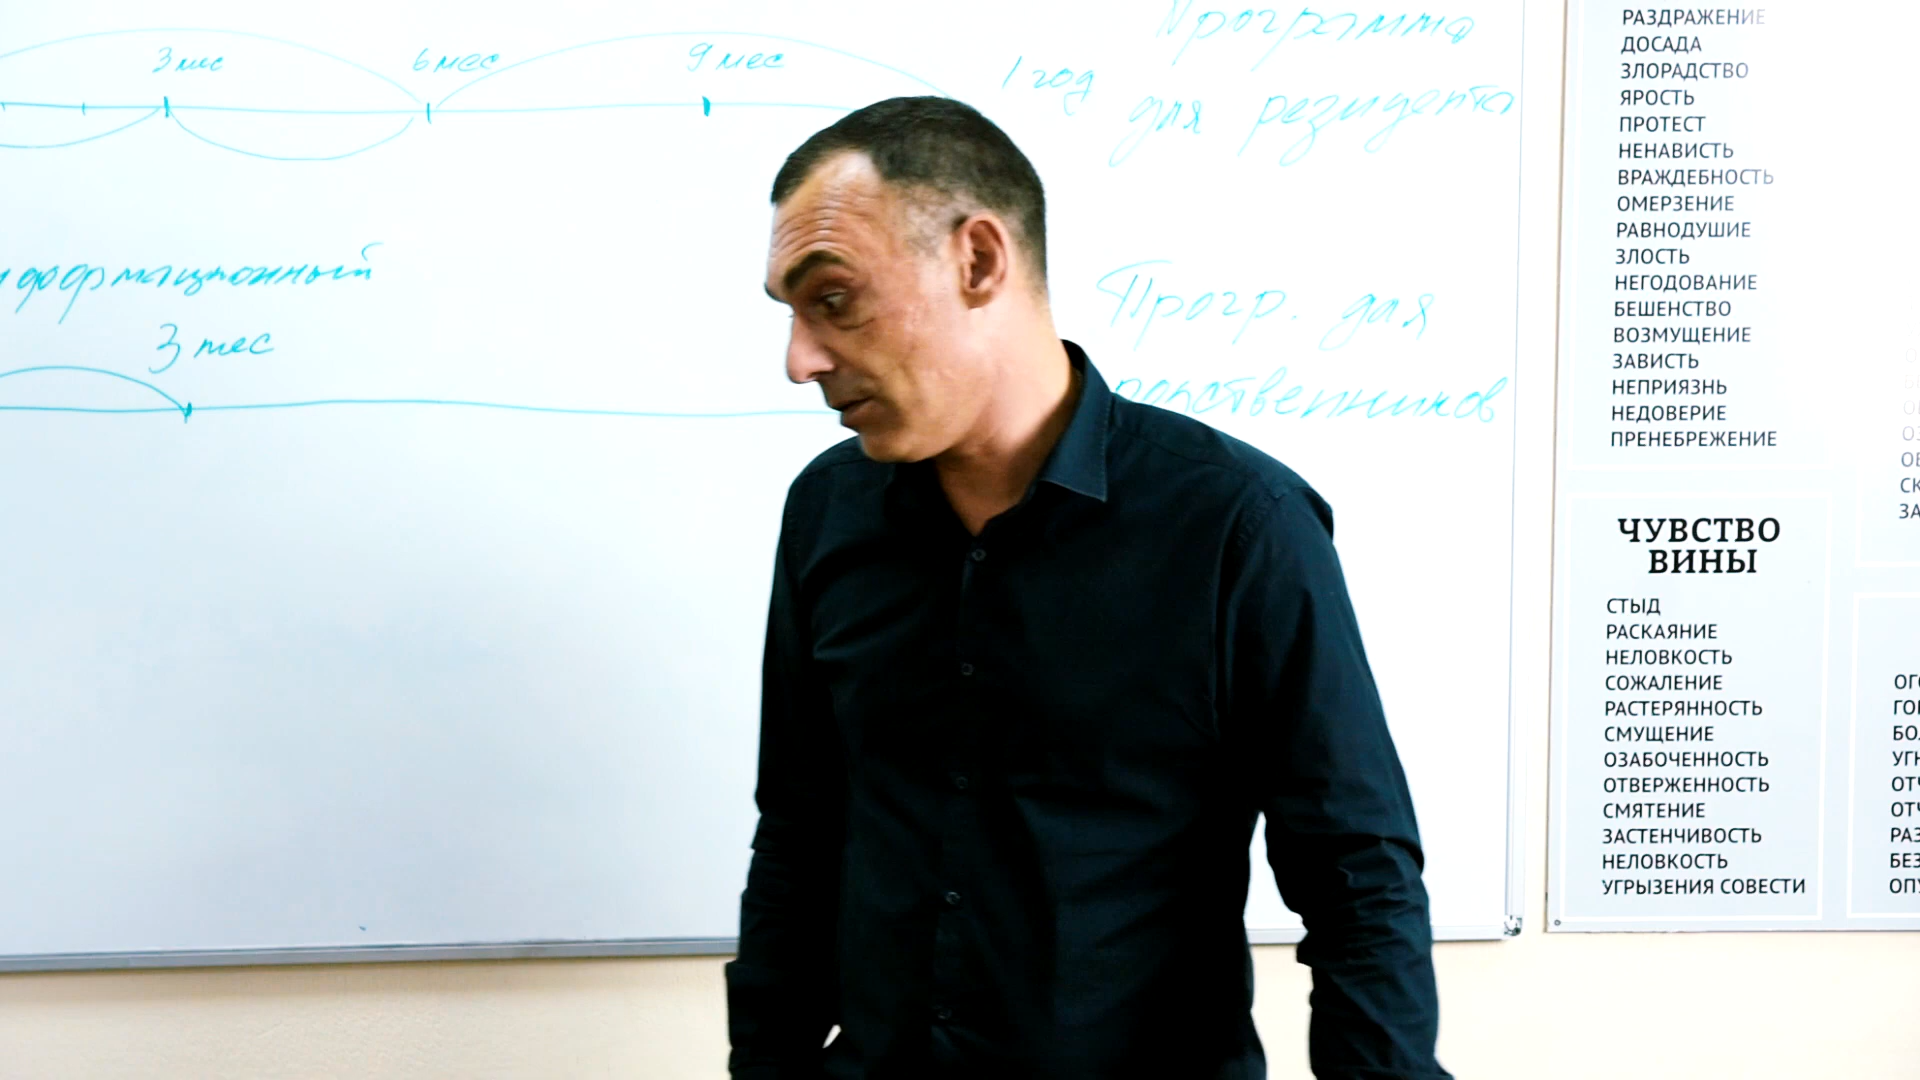 3 мес
6 мес
9 мес
1 год
Программа
для резидента
информационный
3 мес
Прогр. для
родственников
РАЗДРАЖЕНИЕ
ДОСАДА
ЗЛОРАДСТВО
ЯРОСТЬ
ПРОТЕСТ
НЕНАВИСТЬ
ВРАЖДЕБНОСТЬ
ОМЕРЗЕНИЕ
РАВНОДУШИЕ
ЗЛОСТЬ
НЕГОДОВАНИЕ
БЕШЕНСТВО
ВОЗМУЩЕНИЕ
ЗАВИСТЬ
НЕПРИЯЗНЬ
НЕДОВЕРИЕ
ПРЕНЕБРЕЖЕНИЕ
ЧУВСТВО
ВИНЫ
СТЫД
РАСКАЯНИЕ
НЕЛОВКОСТЬ
СОЖАЛЕНИЕ
РАСТЕРЯННОСТЬ
СМУЩЕНИЕ
ОЗАБОЧЕННОСТЬ
ОТВЕРЖЕННОСТЬ
СМЯТЕНИЕ
ЗАСТЕНЧИВОСТЬ
НЕЛОВКОСТЬ
УГРЫЗЕНИЯ СОВЕСТИ